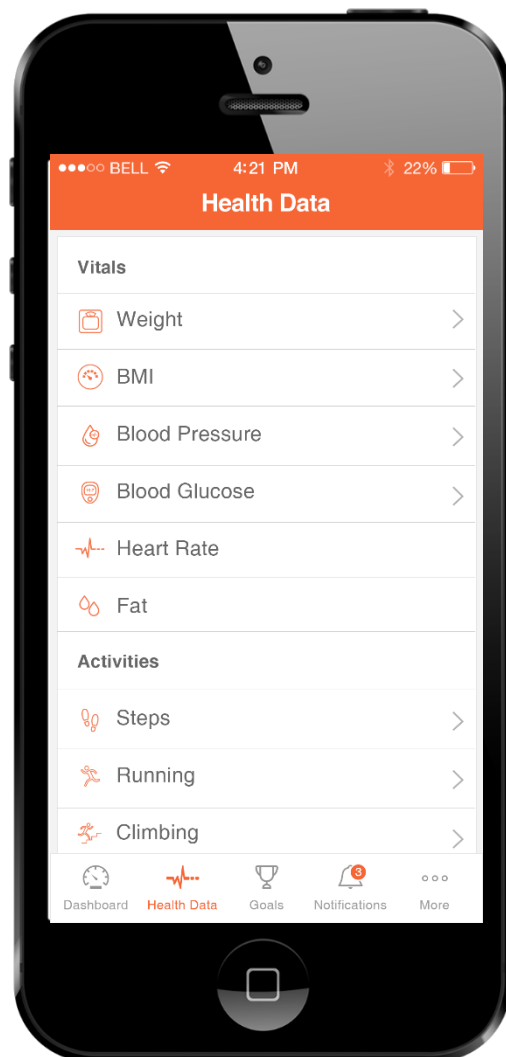 BELL 4:21 PM 22%
Health Data
Vitals
Weight
BMI
Blood Pressure
Blood Glucose
Heart Rate
Fat
Activities
Steps
Running
Climbing
3
Dashboard Health Data Goals Notifications More